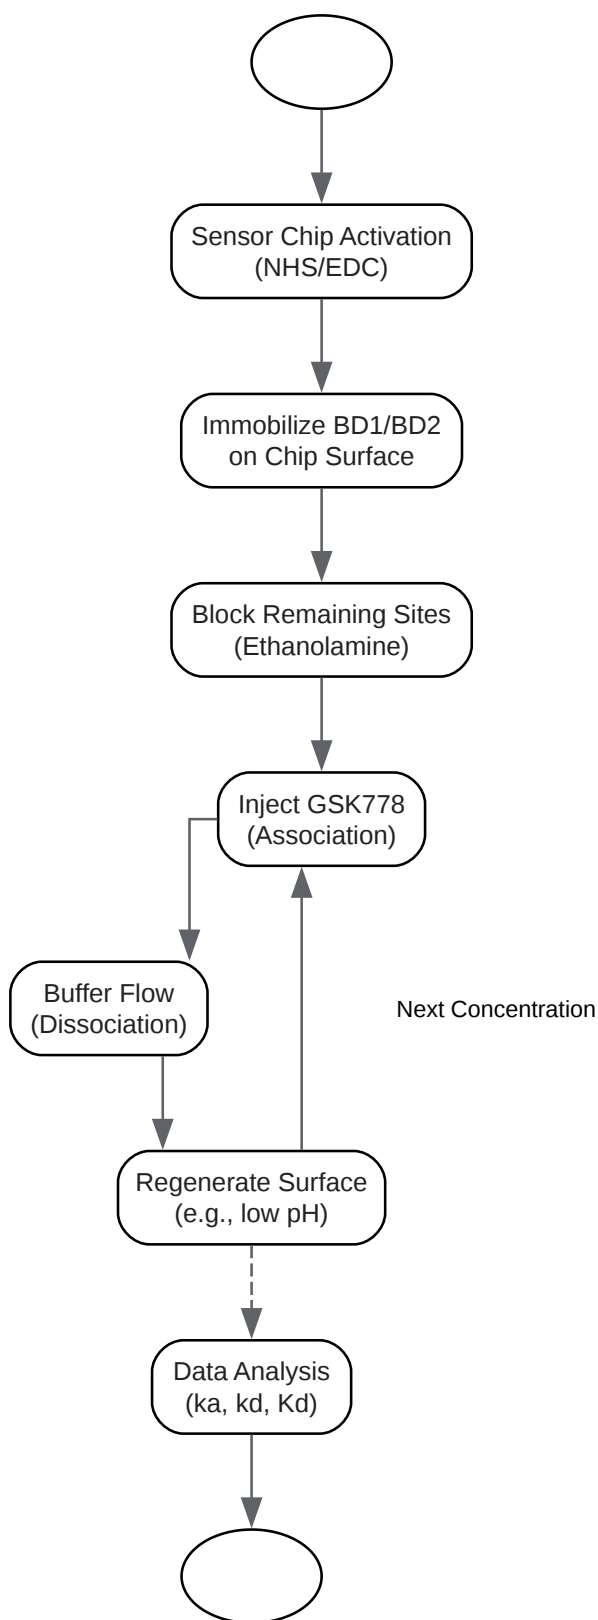 Sensor Chip Activation
(NHS/EDC)
Immobilize BD1/BD2
on Chip Surface
Block Remaining Sites
(Ethanolamine)
Inject GSK778
(Association)
Buffer Flow
(Dissociation)
Next Concentration
Regenerate Surface
(e.g., low pH)
Data Analysis
(ka, kd, Kd)